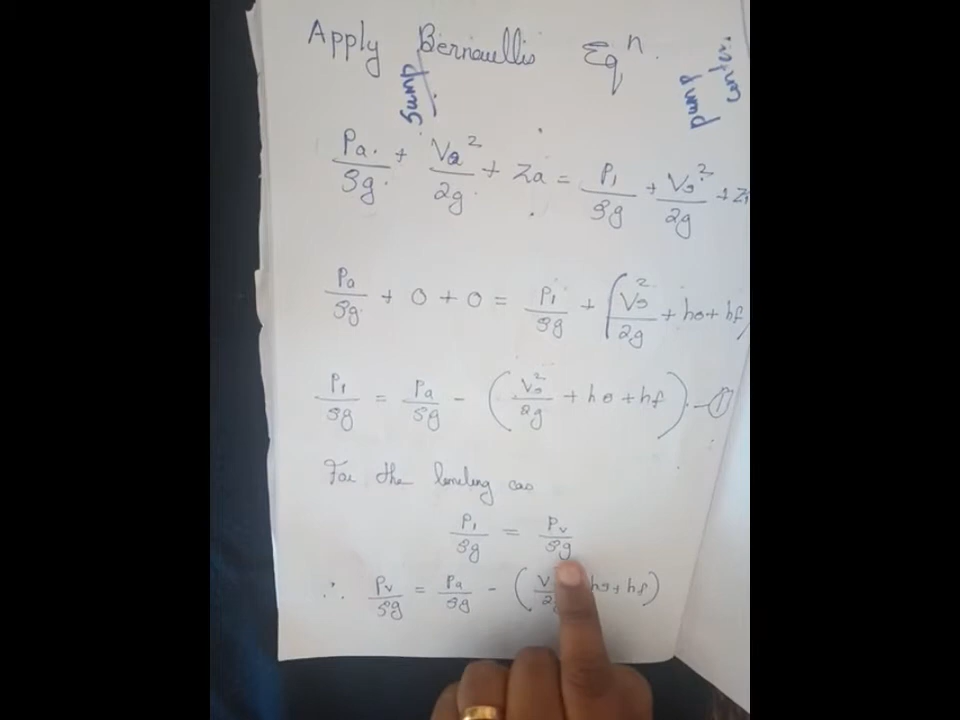 Apply Bernoullis Eqⁿ.
Sump
Pump
Pa/ρg + Va²/2g + Za = P1/ρg + Vs²/2g + Z1
Pa/ρg + 0 + 0 = P1/ρg + (Vs²/2g + hs + hf)
P1/ρg = Pa/ρg - (Vs²/2g + hs + hf) - ①
For the limiting cas
P1/ρg = Pv/ρg
∴ Pv/ρg = Pa/ρg - (V/2g hs + hf)